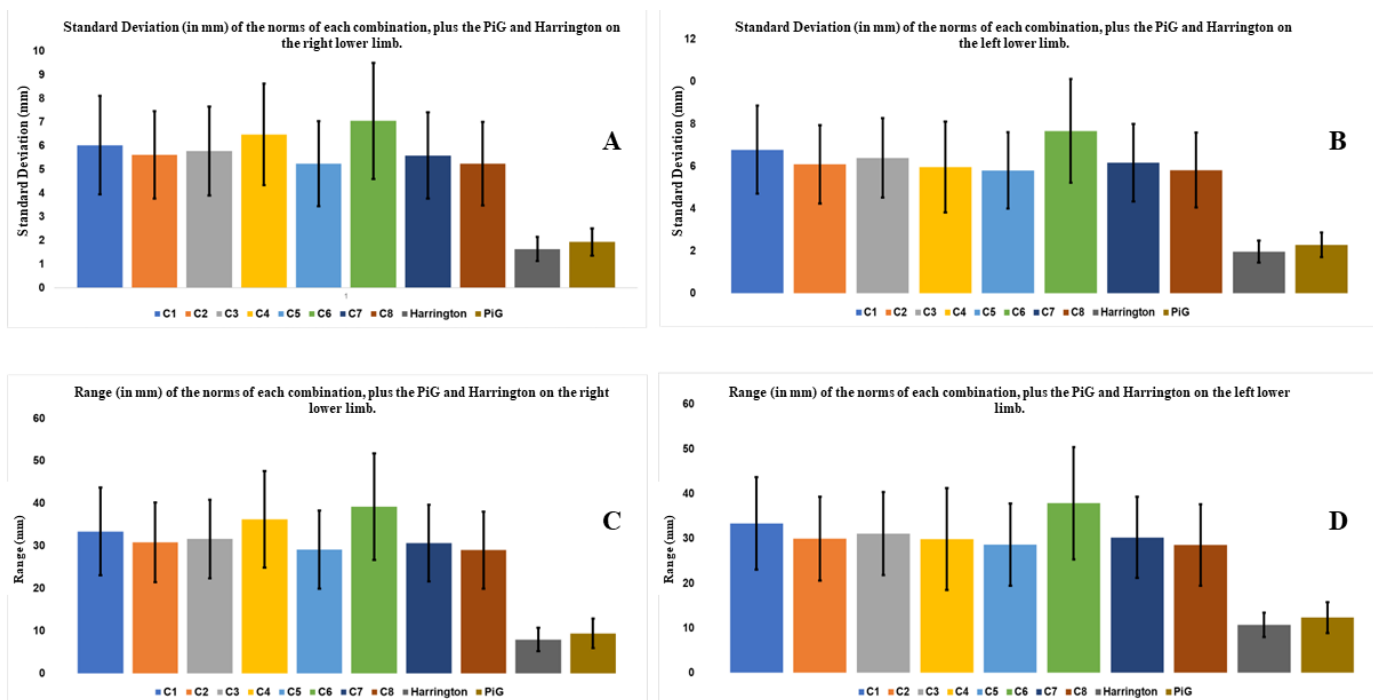 Standard Deviation (in mm) of the norms of each combination, plus the PiG and Harrington on
the right lower limb.
10
9
8
7
6
5
4
3
2
1
0
Standard Deviation (mm)
A
1
C1 C2 C3 C4 C5 C6 C7 C8 Harrington PiG
Standard Deviation (in mm) of the norms of each combination, plus the PiG and Harrington on
the left lower limb.
12
0
8
6
4
2
0
Standard Deviation (mm)
B
C1 C2 C3 C4 C5 C6 C7 C8 Harrington PiG
Range (in mm) of the norms of each combination, plus the PiG and Harrington on the right
lower limb.
60
50
40
30
20
10
0
Range (mm)
C
C1 C2 C3 C4 C5 C6 C7 C8 Harrington PiG
Range (in mm) of the norms of each combination, plus the PiG and Harrington on the left lower
limb.
60
50
40
30
20
10
0
Range (mm)
D
C1 C2 C3 C4 C5 C6 C7 C8 Harrington PiG